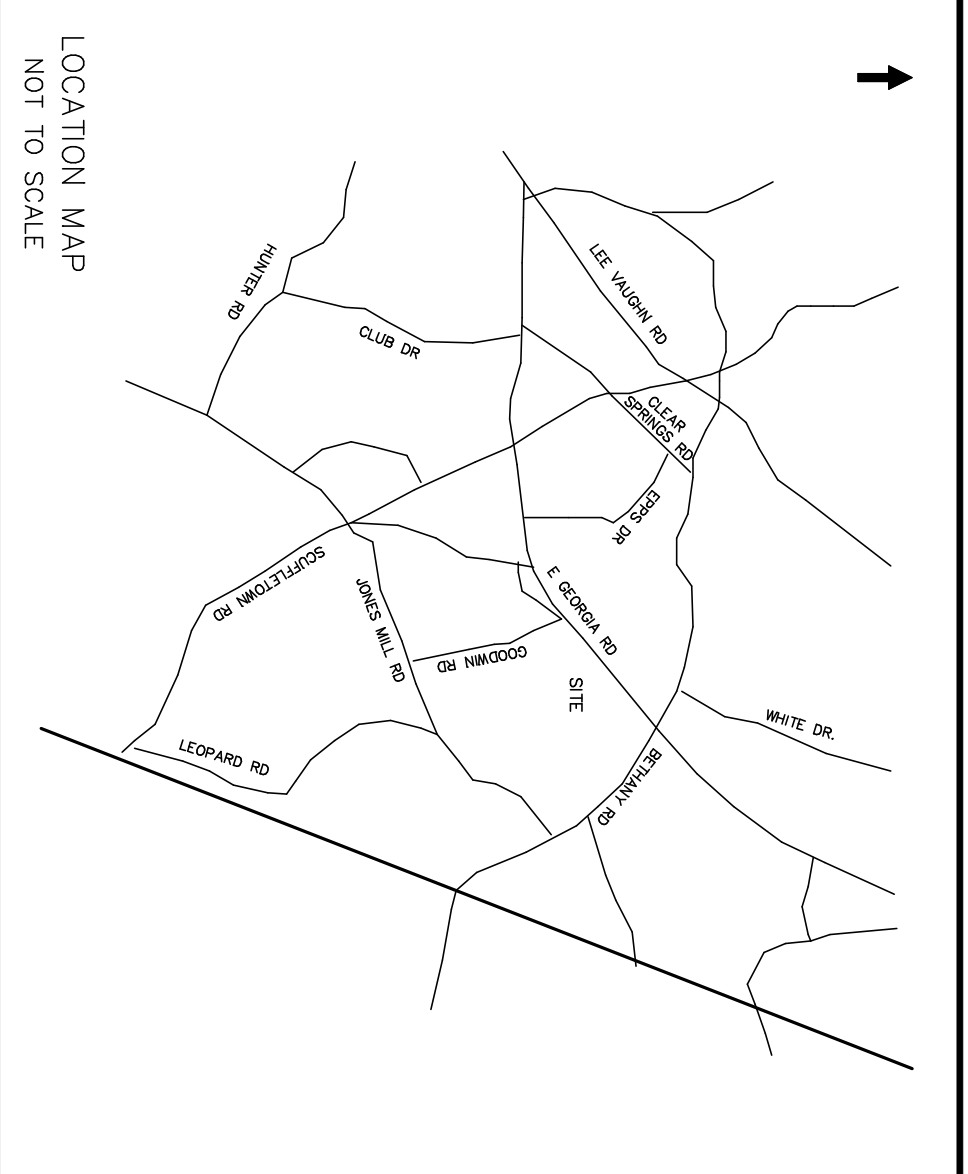 LOCATION MAP
NOT TO SCALE
HUNTER RD
CLUB DR
LEE VAUGHN RD
CLEAR
SPRINGS RD
EPPS DR
SCUFFLETOWN RD
JONES MILL RD
E GEORGIA RD
GOODWIN RD
SITE
WHITE DR.
LEOPARD RD
BETHANY RD